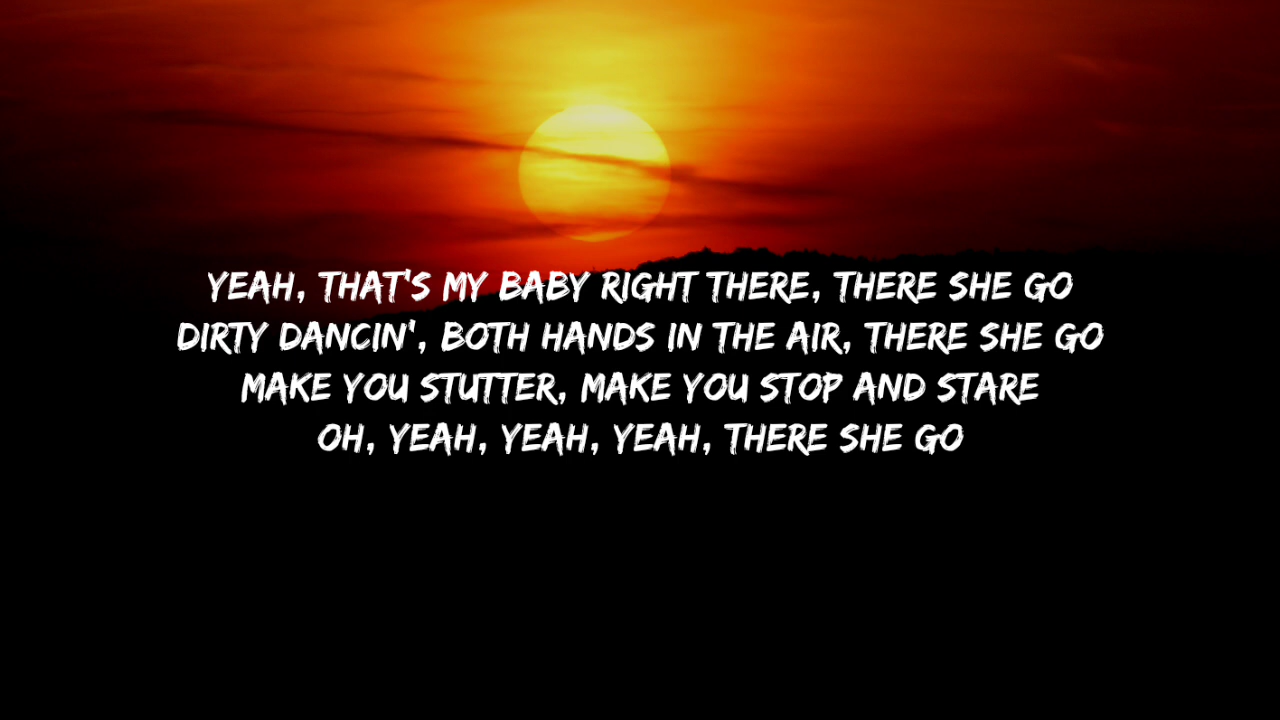 YEAH, THAT'S MY BABY RIGHT THERE, THERE SHE GO
DIRTY DANCIN', BOTH HANDS IN THE AIR, THERE SHE GO
MAKE YOU STUTTER, MAKE YOU STOP AND STARE
OH, YEAH, YEAH, YEAH, THERE SHE GO